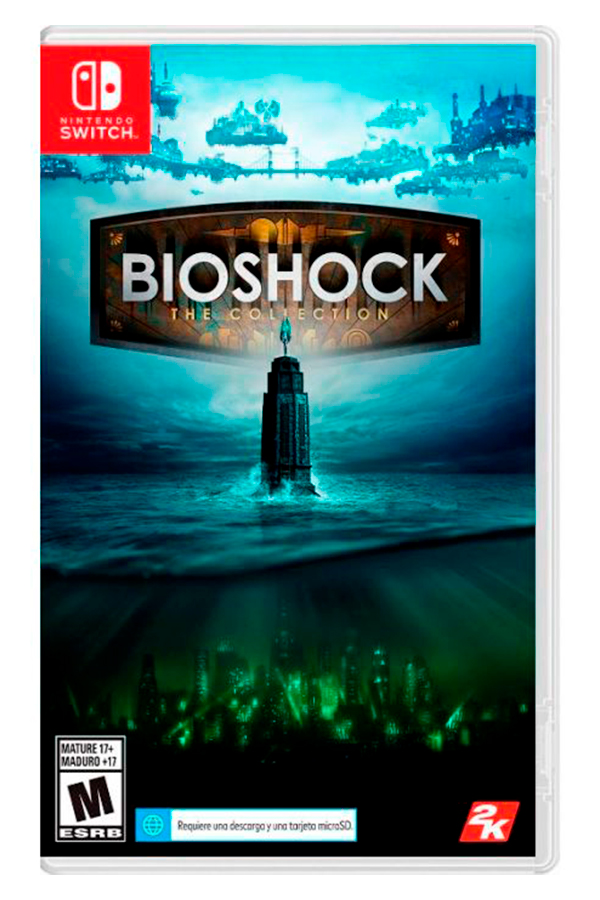 NINTENDO
SWITCH
BIOSHOCK
THE COLLECTION
MATURE 17+
MADURO +17
M
ESRB
Requiere una descarga y una tarjeta microSD.
2K